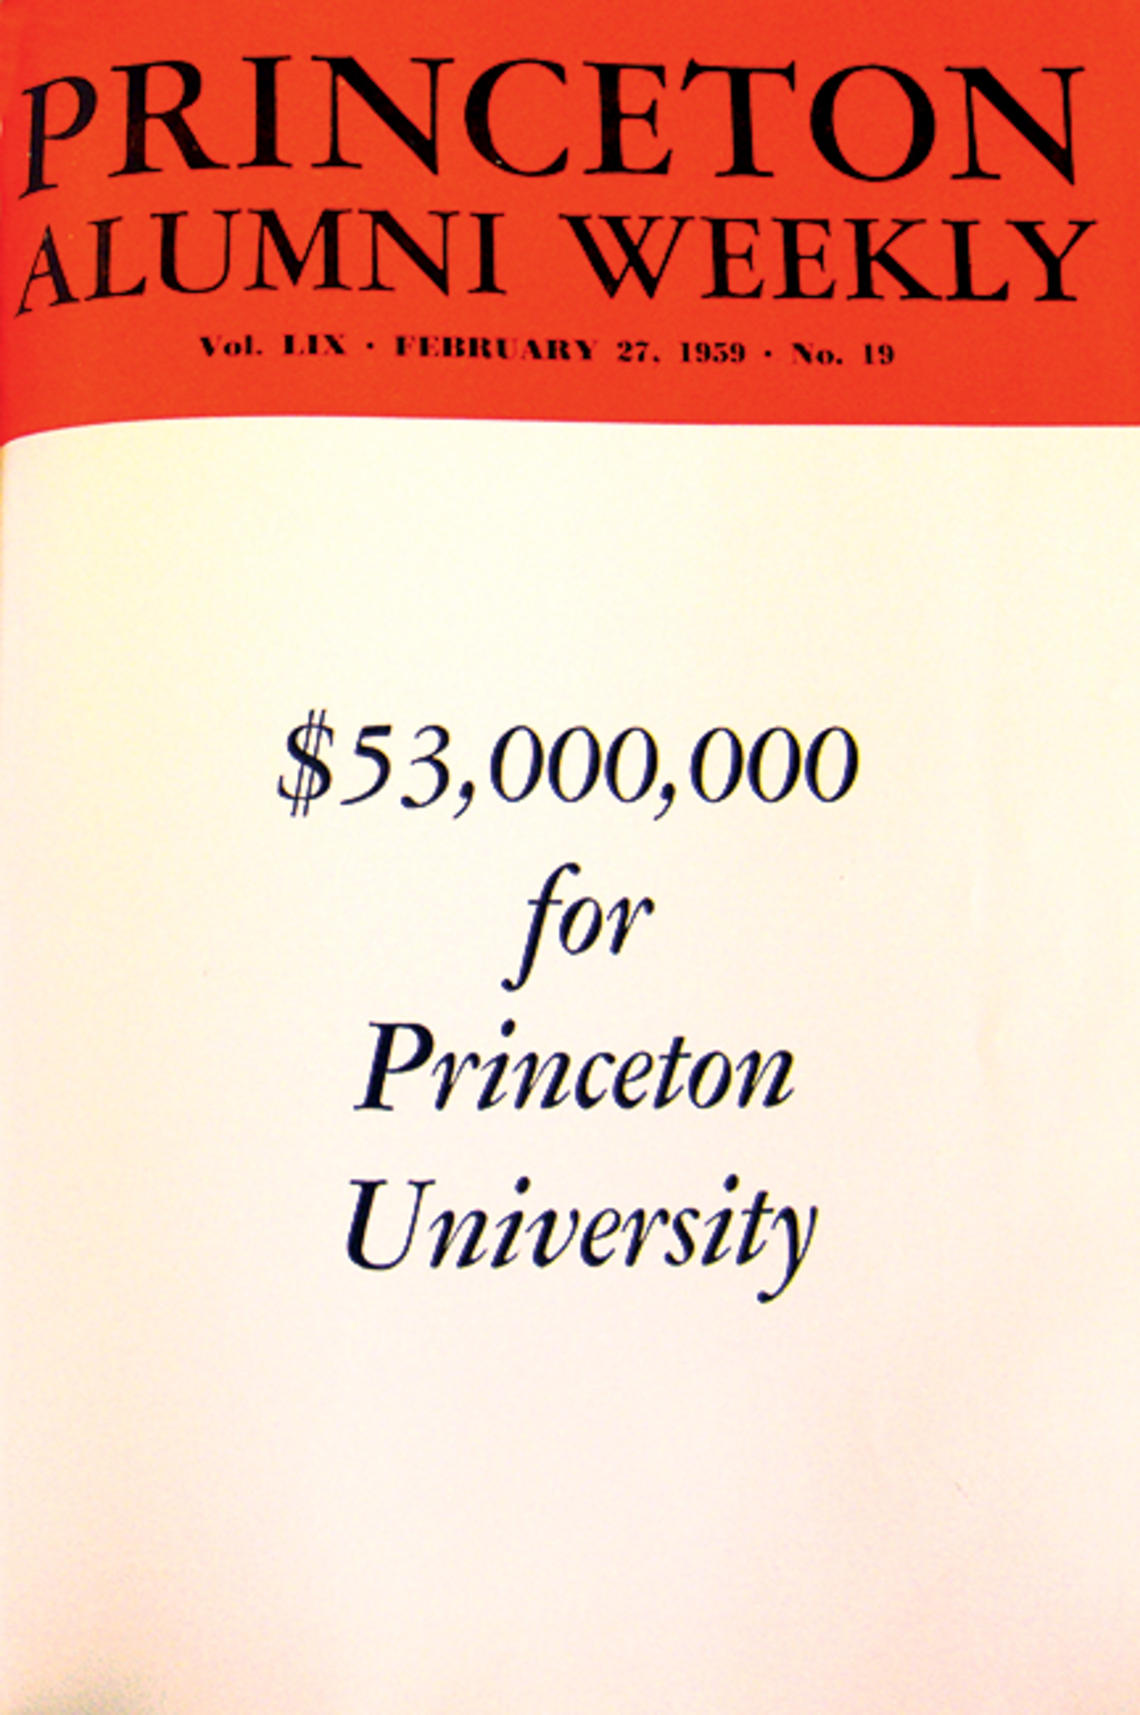 PRINCETON
ALUMNI WEEKLY
Vol. LIX · FEBRUARY 27, 1959 · No. 19
$53,000,000
for
Princeton
University